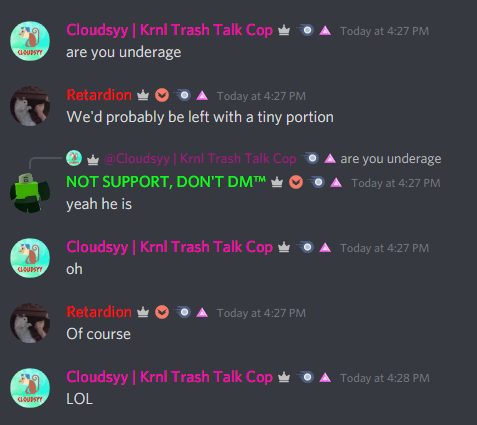 Cloudsyy | Krnl Trash Talk Cop Today at 4:27 PM
CLOUDSYY
are you underage
Retardion Today at 4:27 PM
We'd probably be left with a tiny portion
@Cloudsyy | Krnl Trash Talk Cop are you underage
NOT SUPPORT, DON'T DM™ Today at 4:27 PM
yeah he is
Cloudsyy | Krnl Trash Talk Cop Today at 4:27 PM
CLOUDSYY
oh
Retardion Today at 4:27 PM
Of course
Cloudsyy | Krnl Trash Talk Cop Today at 4:28 PM
CLOUDSYY
LOL